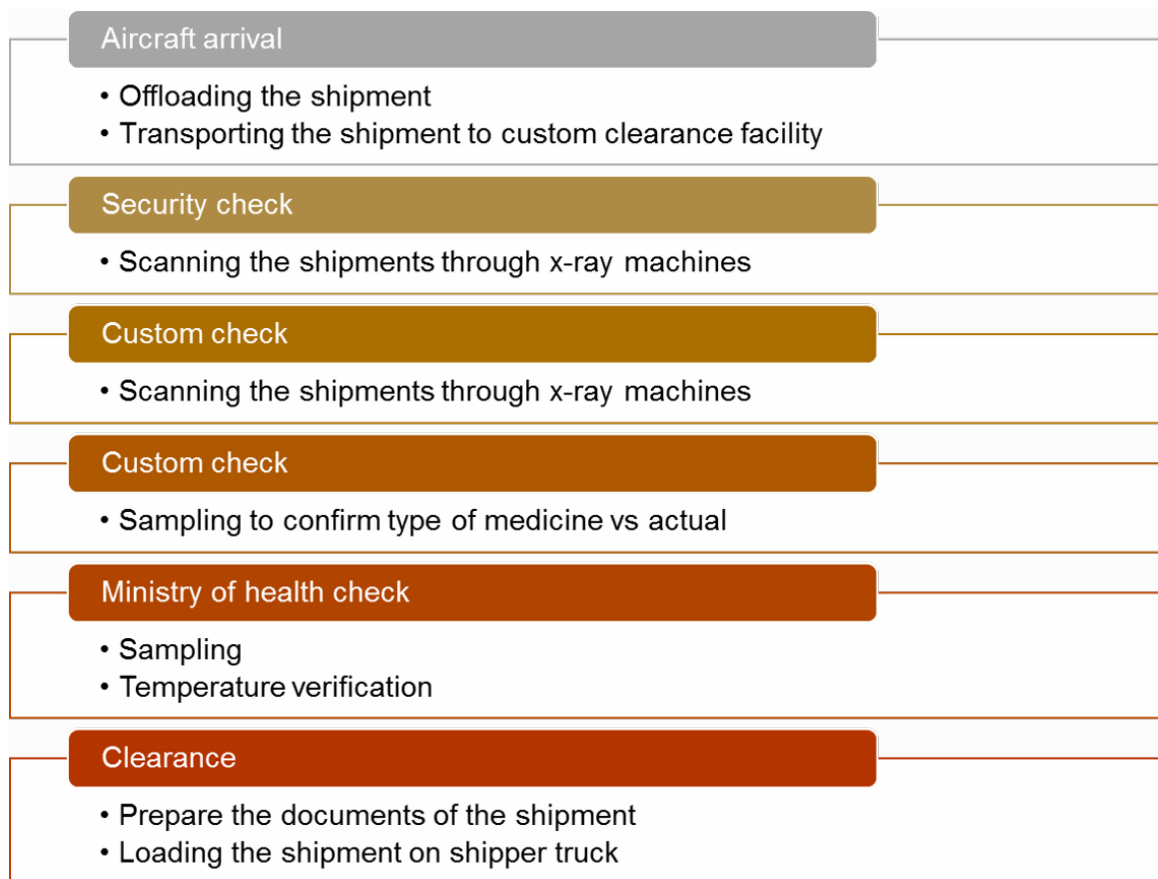 Aircraft arrival
• Offloading the shipment
• Transporting the shipment to custom clearance facility
Security check
• Scanning the shipments through x-ray machines
Custom check
• Scanning the shipments through x-ray machines
Custom check
• Sampling to confirm type of medicine vs actual
Ministry of health check
• Sampling
• Temperature verification
Clearance
• Prepare the documents of the shipment
• Loading the shipment on shipper truck